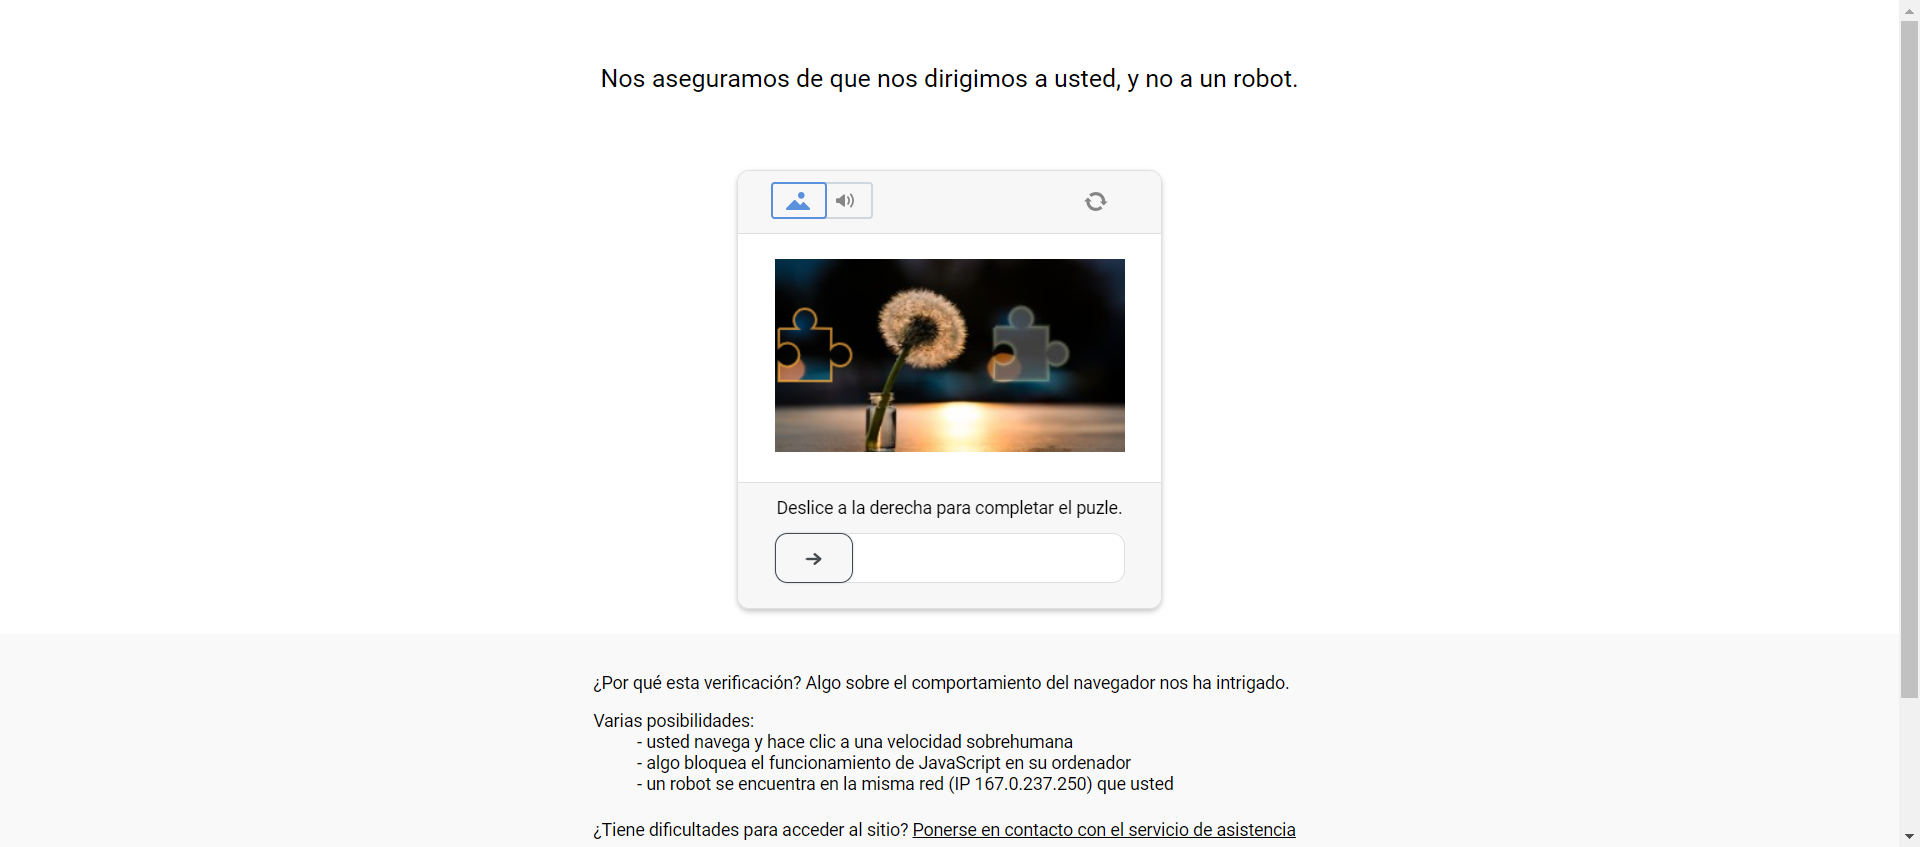 Nos aseguramos de que nos dirigimos a usted, y no a un robot.
Deslice a la derecha para completar el puzle.
¿Por qué esta verificación? Algo sobre el comportamiento del navegador nos ha intrigado.
Varias posibilidades:
- usted navega y hace clic a una velocidad sobrehumana
- algo bloquea el funcionamiento de JavaScript en su ordenador
- un robot se encuentra en la misma red (IP 167.0.237.250) que usted
¿Tiene dificultades para acceder al sitio? Ponerse en contacto con el servicio de asistencia